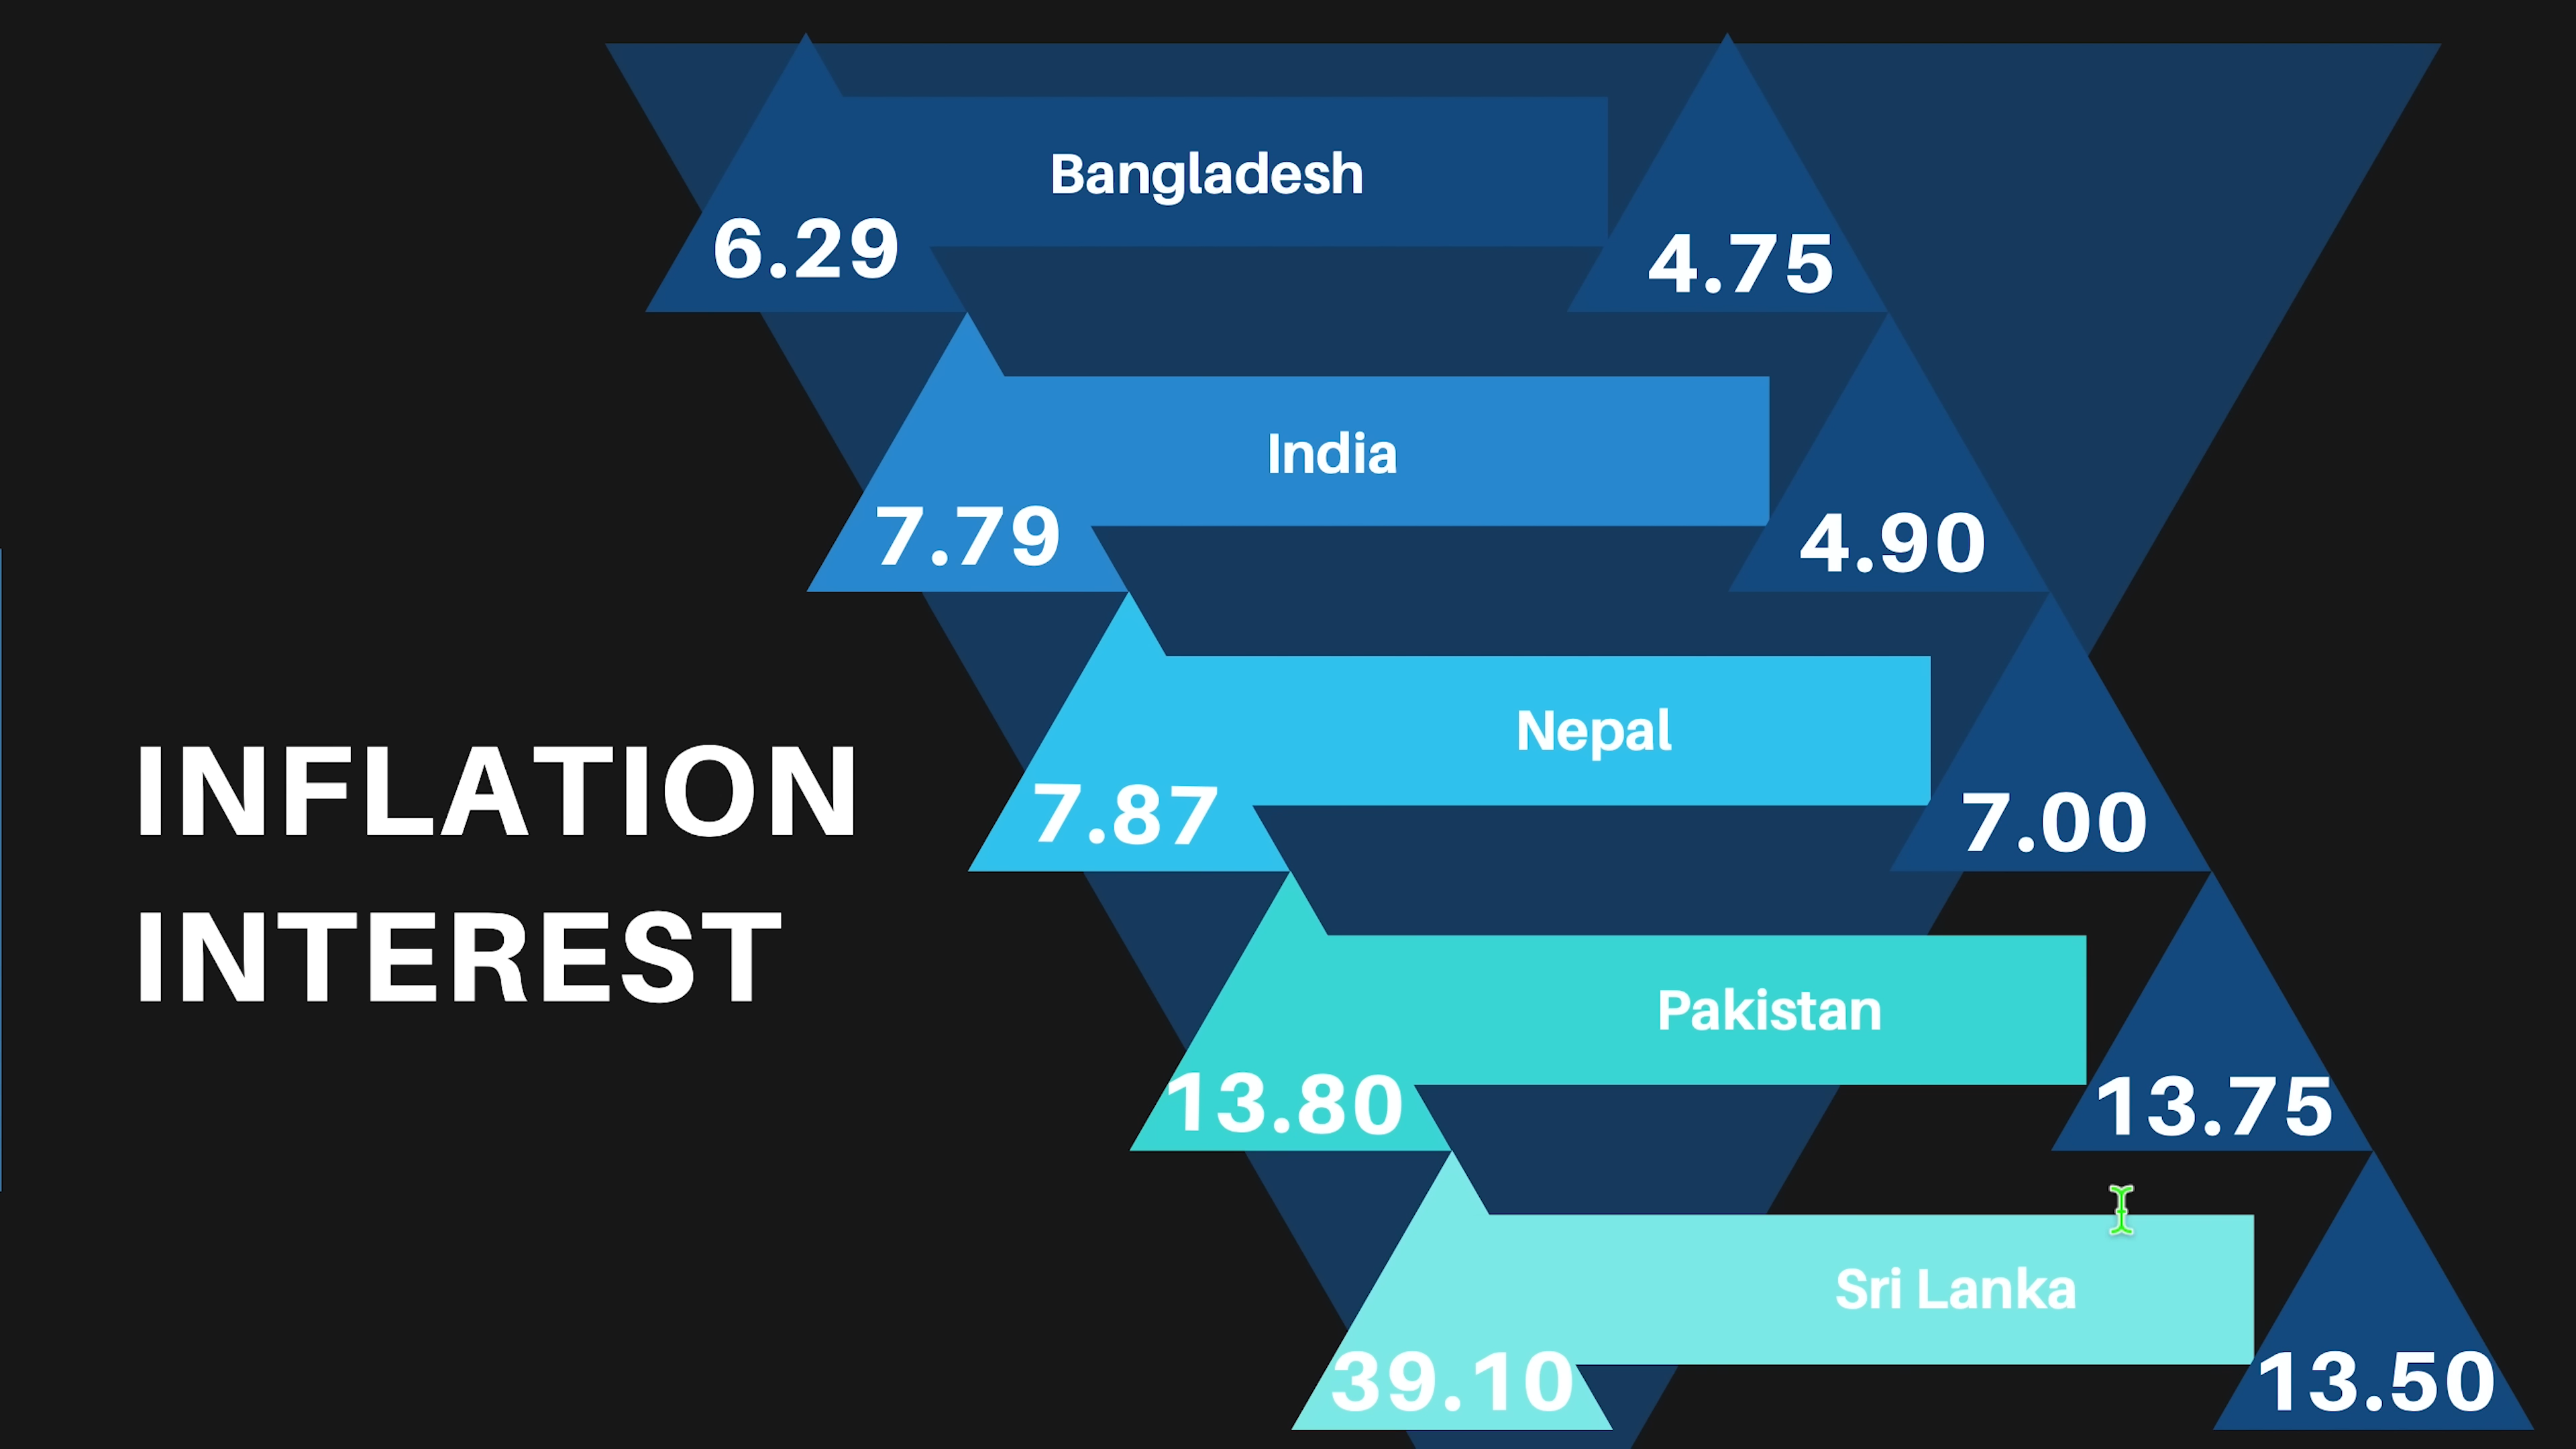 Bangladesh
6.29
4.75
India
7.79
4.90
Nepal
7.87
7.00
INFLATION
INTEREST
Pakistan
13.80
13.75
Sri Lanka
39.10
13.50